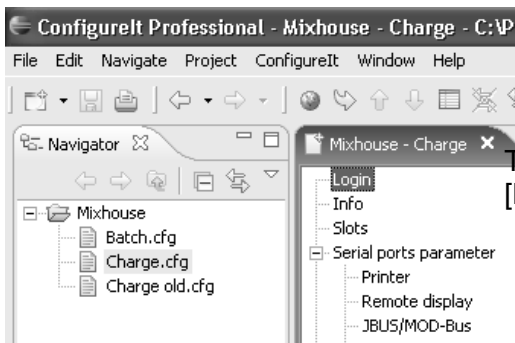 ConfigureIt Professional - Mixhouse - Charge - C:\P
File Edit Navigate Project ConfigureIt Window Help
Navigator
Mixhouse
Batch.cfg
Charge.cfg
Charge old.cfg
Mixhouse - Charge
Login
Info
Slots
Serial ports parameter
Printer
Remote display
JBUS/MOD-Bus